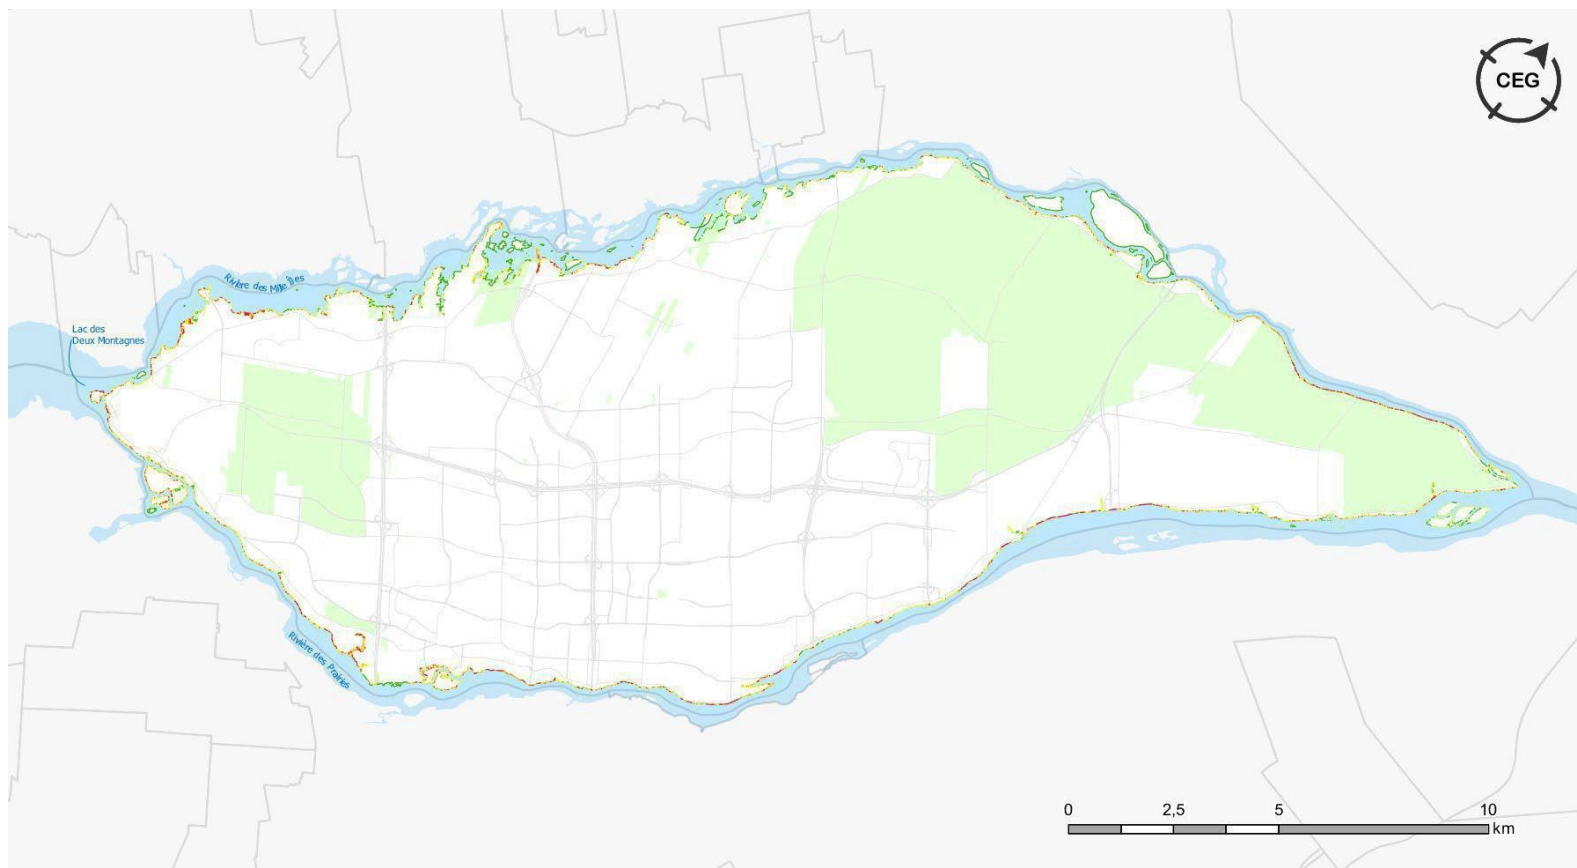 CEG
Rivière des Mille Îles
Lac des
Deux Montagnes
Rivière des Prairies
0 2,5 5 10
km